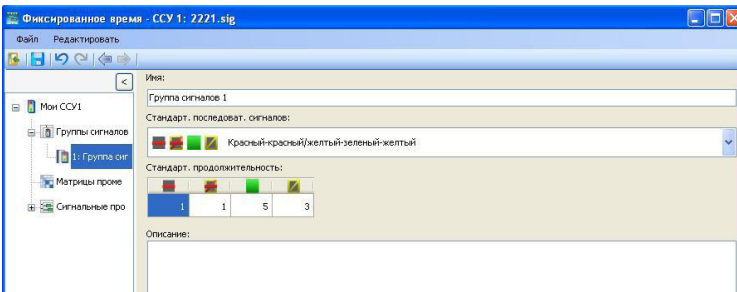 Фиксированное время - ССУ 1: 2221.sig
Файл Редактировать
<
Имя:
Мои ССУ1
Группа сигналов 1
Группы сигналов
Стандарт. последоват. сигналов:
Красный-красный/желтый-зеленый-желтый
1: Группа сиг
Стандарт. продолжительность:
Матрицы проме
Сигнальные про
1 1 5 3
Описание: